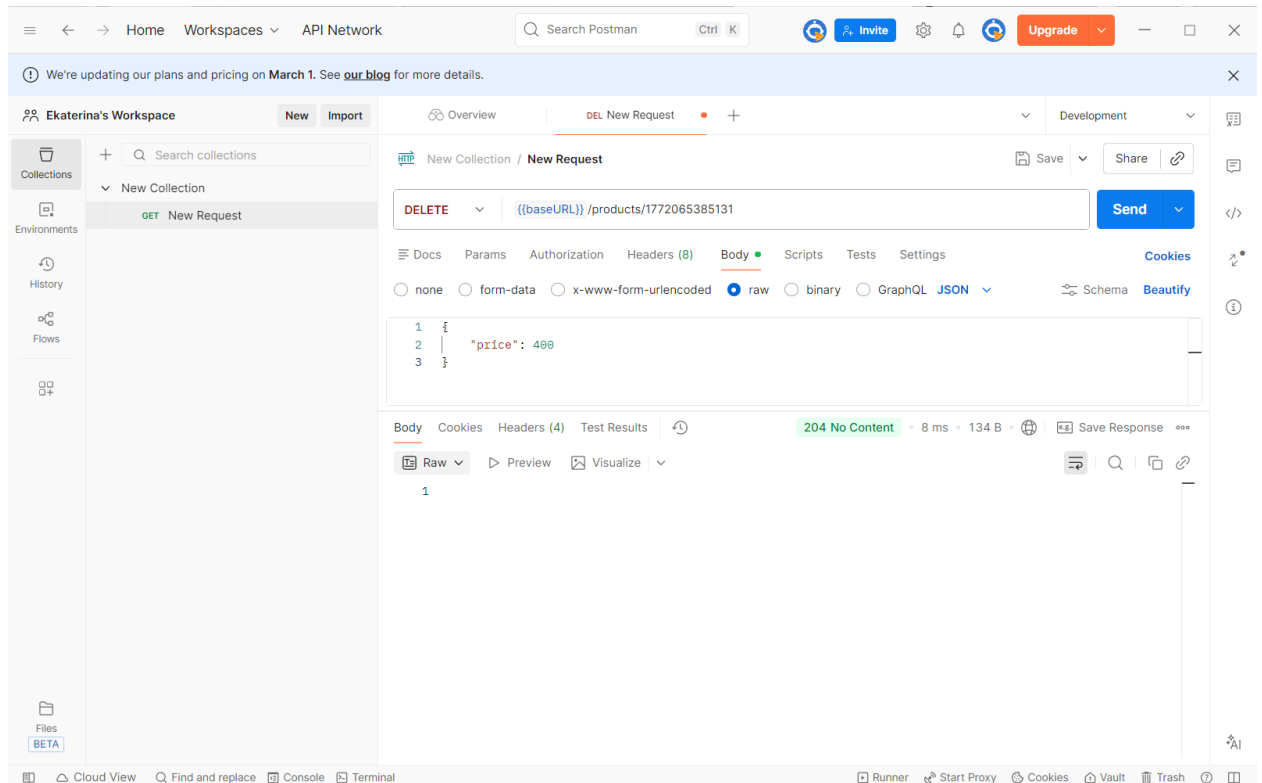 Home Workspaces API Network Search Postman Ctrl K Invite Upgrade
We're updating our plans and pricing on March 1. See our blog for more details.
Ekaterina's Workspace New Import
Overview DEL New Request Development
Collections
Search collections
New Collection
GET New Request
Environments
History
Flows
Files
BETA
HTTP New Collection / New Request Save Share
DELETE {{baseURL}} /products/1772065385131 Send
Docs Params Authorization Headers (8) Body Scripts Tests Settings Cookies
none form-data x-www-form-urlencoded raw binary GraphQL JSON Schema Beautify
1 {
2 "price": 400
3 }
Body Cookies Headers (4) Test Results 204 No Content 8 ms 134 B e.g. Save Response
Raw Preview Visualize
1
AI
Cloud View Find and replace Console Terminal Runner Start Proxy Cookies Vault Trash